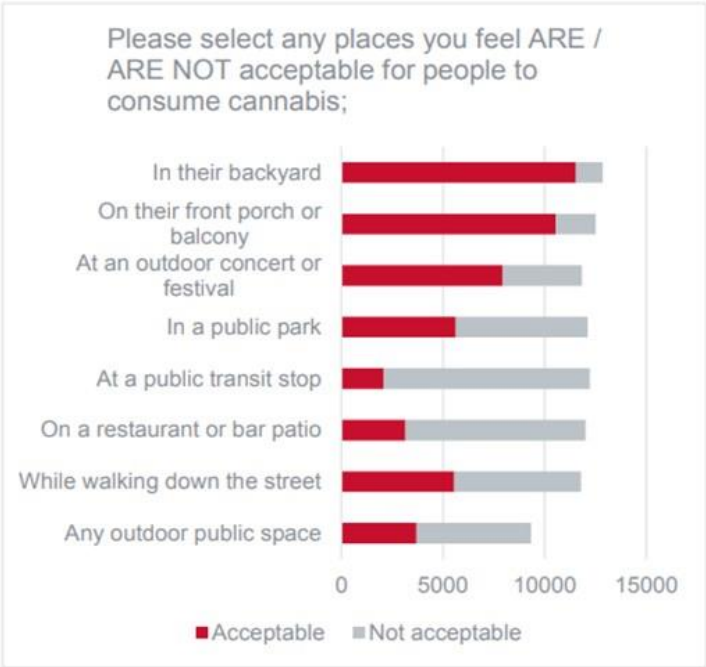 Please select any places you feel ARE /
ARE NOT acceptable for people to
consume cannabis;
In their backyard
On their front porch or
balcony
At an outdoor concert or
festival
In a public park
At a public transit stop
On a restaurant or bar patio
While walking down the street
Any outdoor public space
0 5000 10000 15000
Acceptable Not acceptable